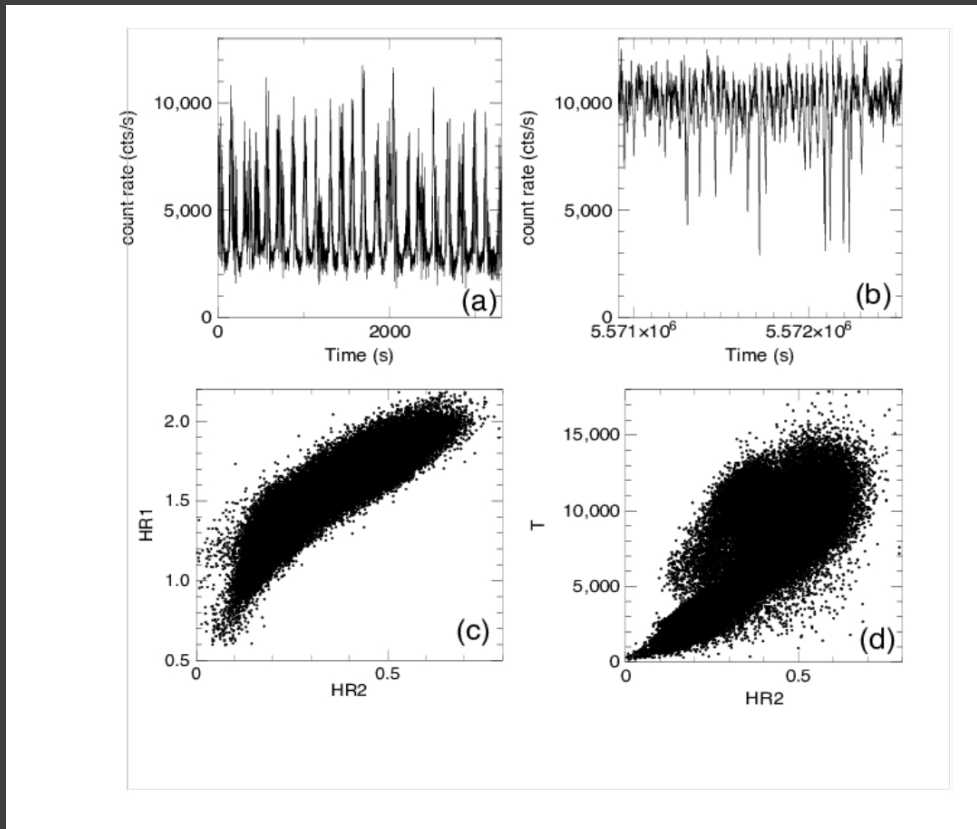 count rate (cts/s)
10,000
5,000
0
0
2000
Time (s)
(a)
count rate (cts/s)
10,000
5,000
0
5.571×10⁶
5.572×10⁶
Time (s)
(b)
HR1
2.0
1.5
1.0
0.5
0
0.5
HR2
(c)
T
15,000
10,000
5,000
0
0
0.5
HR2
(d)